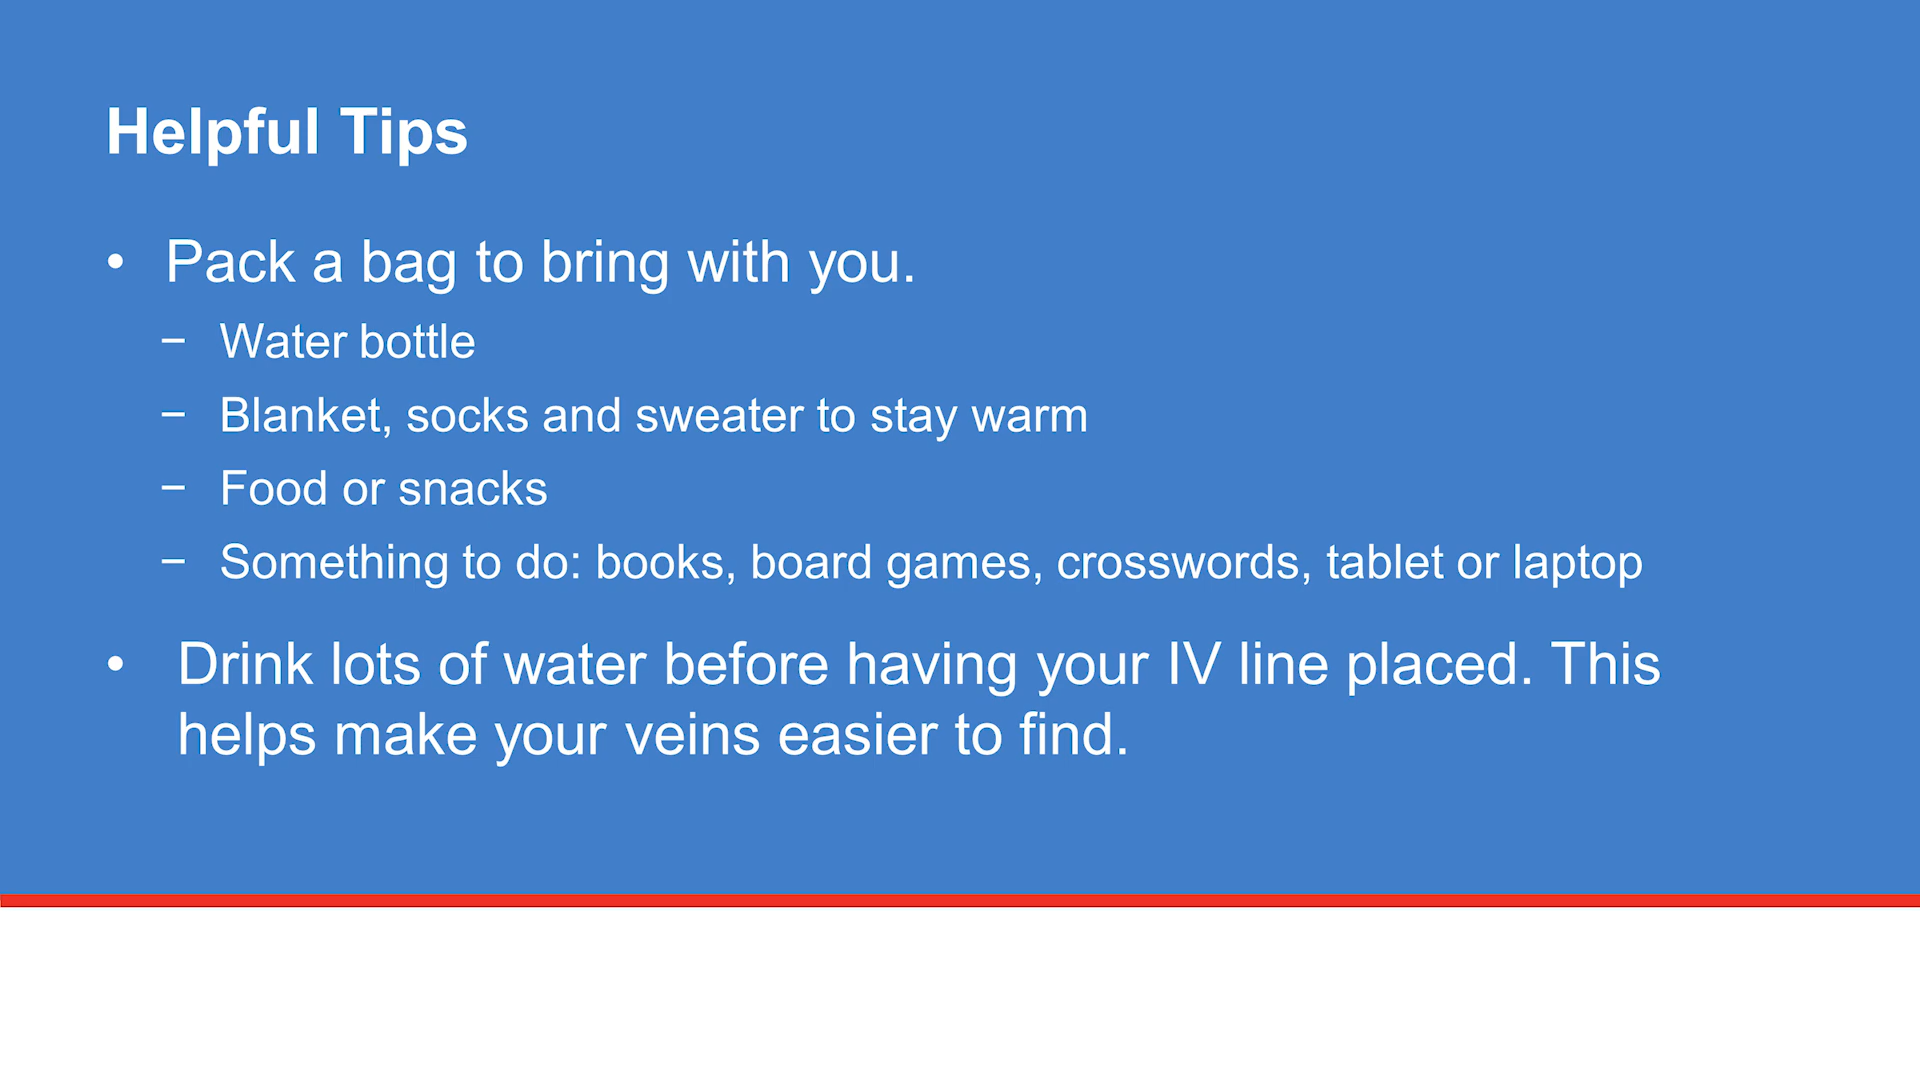 Helpful Tips
• Pack a bag to bring with you.
– Water bottle
– Blanket, socks and sweater to stay warm
– Food or snacks
– Something to do: books, board games, crosswords, tablet or laptop
• Drink lots of water before having your IV line placed. This
helps make your veins easier to find.